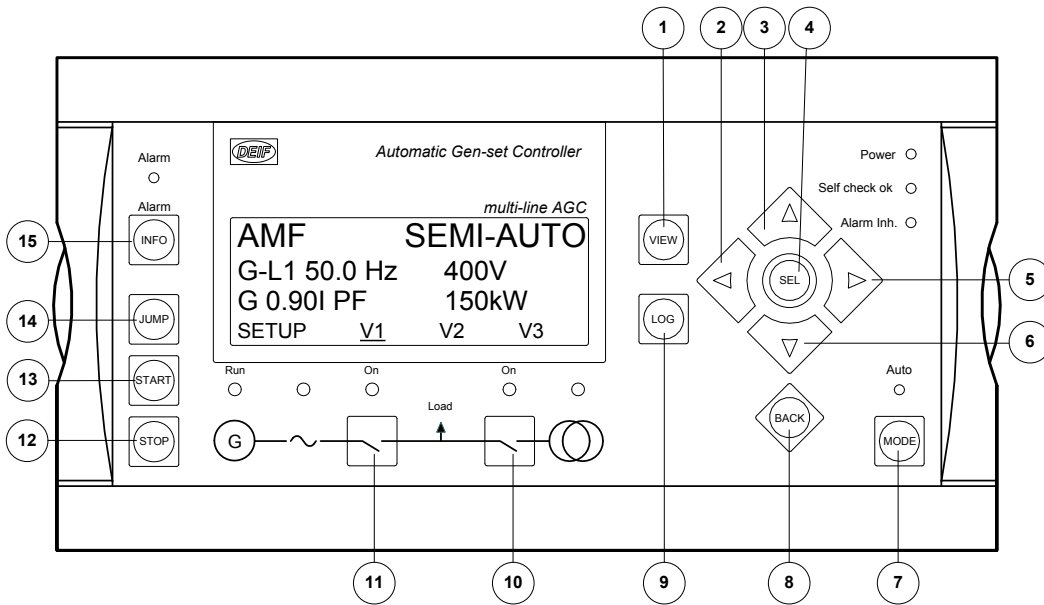 1
2
3
4
Alarm
DEIF
Automatic Gen-set Controller
Power
Self check ok
Alarm
multi-line AGC
Alarm Inh.
15
INFO
AMF SEMI-AUTO
VIEW
G-L1 50.0 Hz 400V
SEL
5
G 0.90I PF 150kW
14
JUMP
SETUP V1 V2 V3
LOG
6
13
START
Run
On
On
Auto
Load
12
STOP
G
BACK
MODE
11
10
9
8
7